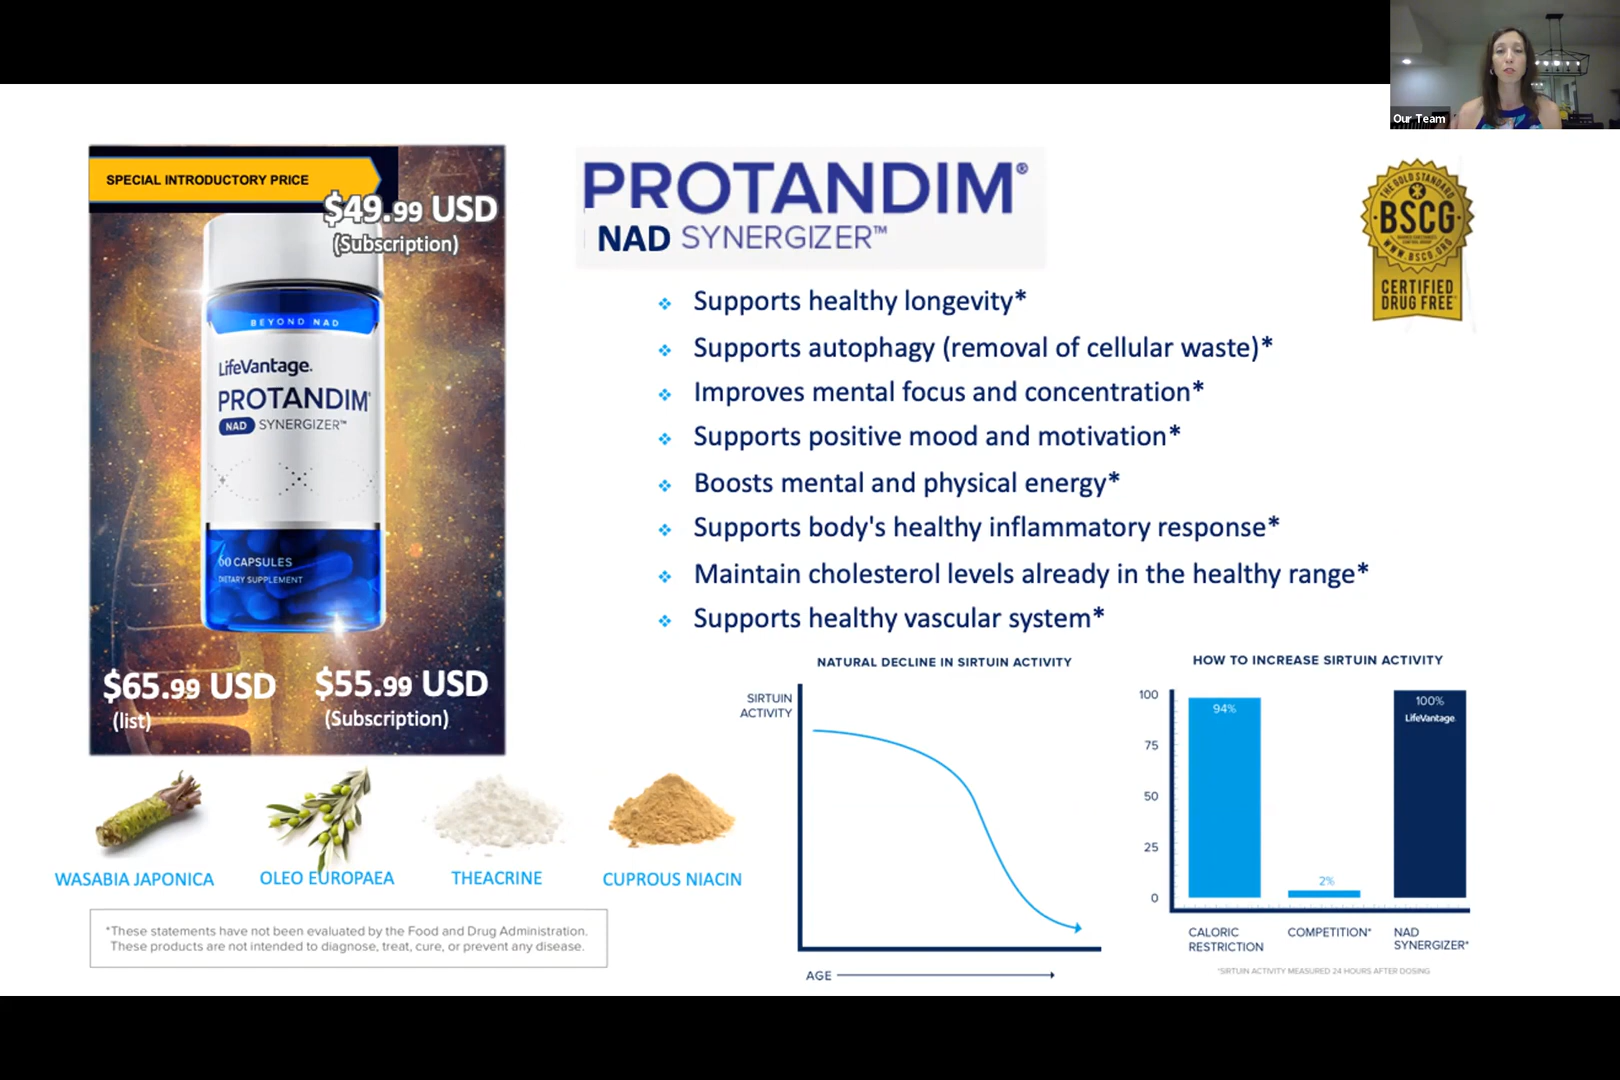 Our Team
SPECIAL INTRODUCTORY PRICE
$49.99 USD
(Subscription)
BEYOND NAD
LifeVantage.
PROTANDIM®
NAD SYNERGIZER™
60 CAPSULES
DIETARY SUPPLEMENT
$65.99 USD
(list)
$55.99 USD
(Subscription)
PROTANDIM®
NAD SYNERGIZER™
THE GOLD STANDARD
BSCG
WWW.BSCG.ORG
CERTIFIED
DRUG FREE
Supports healthy longevity*
Supports autophagy (removal of cellular waste)*
Improves mental focus and concentration*
Supports positive mood and motivation*
Boosts mental and physical energy*
Supports body's healthy inflammatory response*
Maintain cholesterol levels already in the healthy range*
Supports healthy vascular system*
WASABIA JAPONICA
OLEO EUROPAEA
THEACRINE
CUPROUS NIACIN
*These statements have not been evaluated by the Food and Drug Administration.
These products are not intended to diagnose, treat, cure, or prevent any disease.
NATURAL DECLINE IN SIRTUIN ACTIVITY
SIRTUIN
ACTIVITY
AGE
HOW TO INCREASE SIRTUIN ACTIVITY
100
75
50
25
0
94%
2%
100%
LifeVantage
CALORIC
RESTRICTION
COMPETITION*
NAD
SYNERGIZER*
*SIRTUIN ACTIVITY MEASURED 24 HOURS AFTER DOSING